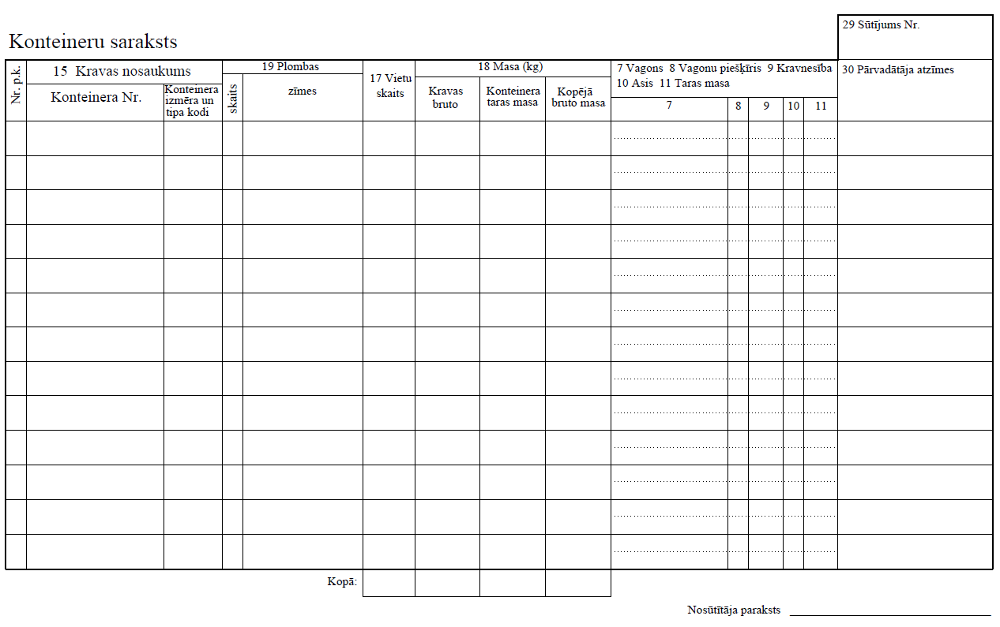 29 Sūtījums Nr.
Konteineru saraksts
Nr. p.k.
15 Kravas nosaukums
Konteinera Nr.
Konteinera
izmēra un
tipa kodi
19 Plombas
skaits
zīmes
17 Vietu
skaits
18 Masa (kg)
Kravas
bruto
Konteinera
taras masa
Kopējā
bruto masa
7 Vagons 8 Vagonu piešķīris 9 Kravnesība
10 Asis 11 Taras masa
7 8 9 10 11
30 Pārvadātāja atzīmes
Kopā:
Nosūtītāja paraksts